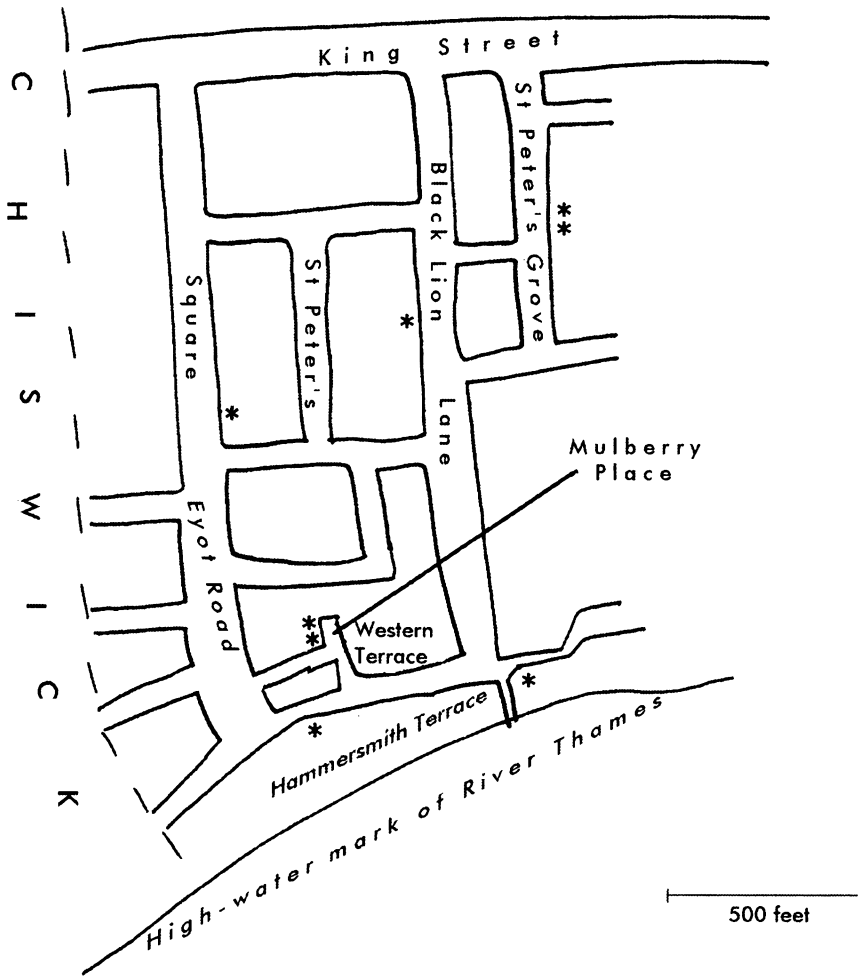 King Street
CHISWICK
St Peter's Grove
Black Lion Lane
St Peter's
Square
**
*
*
Mulberry
Place
Eyot Road
**
Western
Terrace
*
*
Hammersmith Terrace
High-water mark of River Thames
500 feet